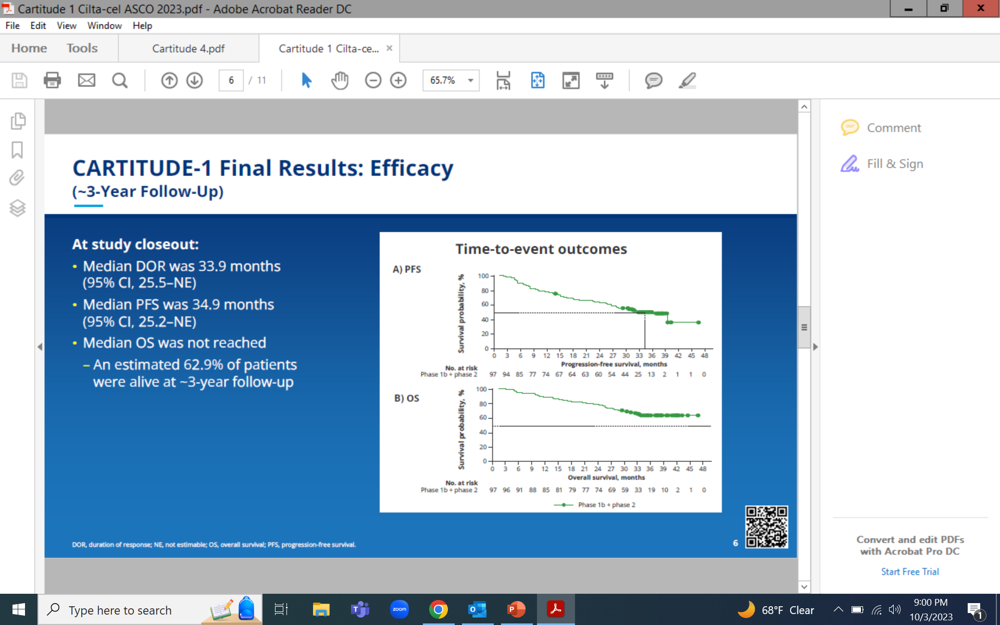 Cartitude 1 Cilta-cel ASCO 2023.pdf - Adobe Acrobat Reader DC
File Edit View Window Help
Home Tools Cartitude 4.pdf Cartitude 1 Cilta-ce...
6 / 11 65.7%
Comment
Fill & Sign
CARTITUDE-1 Final Results: Efficacy
(~3-Year Follow-Up)
At study closeout:
• Median DOR was 33.9 months
(95% CI, 25.5–NE)
• Median PFS was 34.9 months
(95% CI, 25.2–NE)
• Median OS was not reached
– An estimated 62.9% of patients
were alive at ~3-year follow-up
Time-to-event outcomes
A) PFS
Survival probability, %
100
80
60
40
20
0
0 3 6 9 12 15 18 21 24 27 30 33 36 39 42 45 48
Progression-free survival, months
No. at risk
Phase 1b + phase 2 97 94 85 77 74 67 64 63 60 54 44 25 13 2 1 1 0
B) OS
Survival probability, %
100
80
60
40
20
0
0 3 6 9 12 15 18 21 24 27 30 33 36 39 42 45 48
Overall survival, months
No. at risk
Phase 1b + phase 2 97 96 91 88 85 81 79 77 74 69 59 33 19 10 2 1 0
Phase 1b + phase 2
DOR, duration of response; NE, not estimable; OS, overall survival; PFS, progression-free survival.
6
Convert and edit PDFs
with Acrobat Pro DC
Start Free Trial
Type here to search
zoom
68°F Clear
9:00 PM
10/3/2023
1